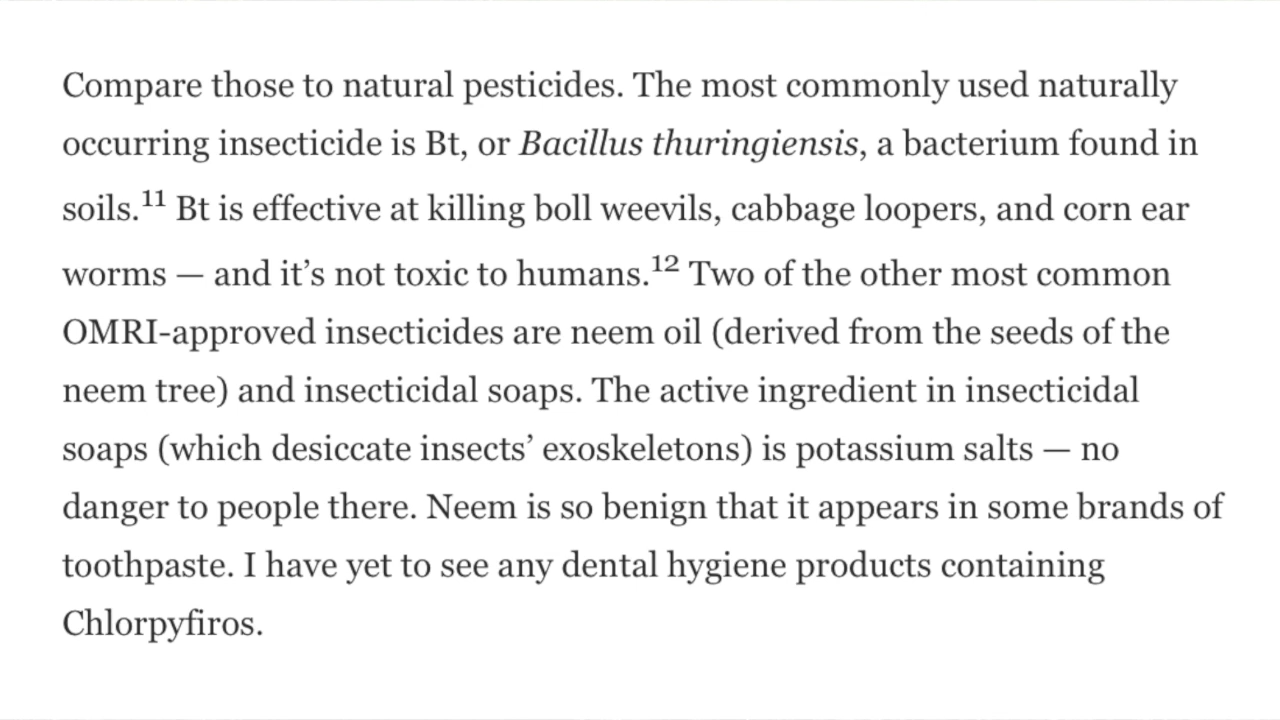 Compare those to natural pesticides. The most commonly used naturally
occurring insecticide is Bt, or Bacillus thuringiensis, a bacterium found in
soils.¹¹ Bt is effective at killing boll weevils, cabbage loopers, and corn ear
worms — and it’s not toxic to humans.¹² Two of the other most common
OMRI-approved insecticides are neem oil (derived from the seeds of the
neem tree) and insecticidal soaps. The active ingredient in insecticidal
soaps (which desiccate insects’ exoskeletons) is potassium salts — no
danger to people there. Neem is so benign that it appears in some brands of
toothpaste. I have yet to see any dental hygiene products containing
Chlorpyfiros.